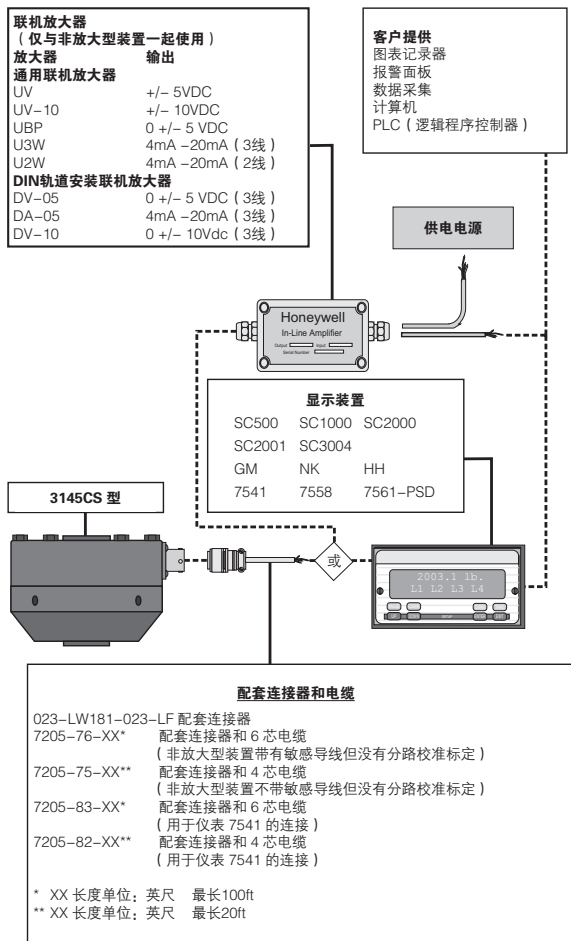 联机放大器
（仅与非放大型装置一起使用）
放大器 输出
通用联机放大器
UV +/– 5VDC
UV–10 +/– 10VDC
UBP 0 +/– 5 VDC
U3W 4mA –20mA（3线）
U2W 4mA –20mA（2线）
DIN轨道安装联机放大器
DV–05 0 +/– 5 VDC（3线）
DA–05 4mA –20mA（3线）
DV–10 0 +/– 10Vdc（3线）
客户提供
图表记录器
报警面板
数据采集
计算机
PLC（逻辑程序控制器）
供电电源
Honeywell
In-Line Amplifier
Output Input
Serial Number
显示装置
SC500 SC1000 SC2000
SC2001 SC3004
GM NK HH
7541 7558 7561–PSD
3145CS 型
或
2003.1 lb.
L1 L2 L3 L4
配套连接器和电缆
023–LW181–023–LF 配套连接器
7205–76–XX* 配套连接器和 6 芯电缆
（非放大型装置带有敏感导线但没有分路校准标定）
7205–75–XX** 配套连接器和 4 芯电缆
（非放大型装置不带敏感导线但没有分路校准标定）
7205–83–XX* 配套连接器和 6 芯电缆
（用于仪表 7541 的连接）
7205–82–XX** 配套连接器和 4 芯电缆
（用于仪表 7541 的连接）
* XX 长度单位：英尺 最长100ft
** XX 长度单位：英尺 最长20ft